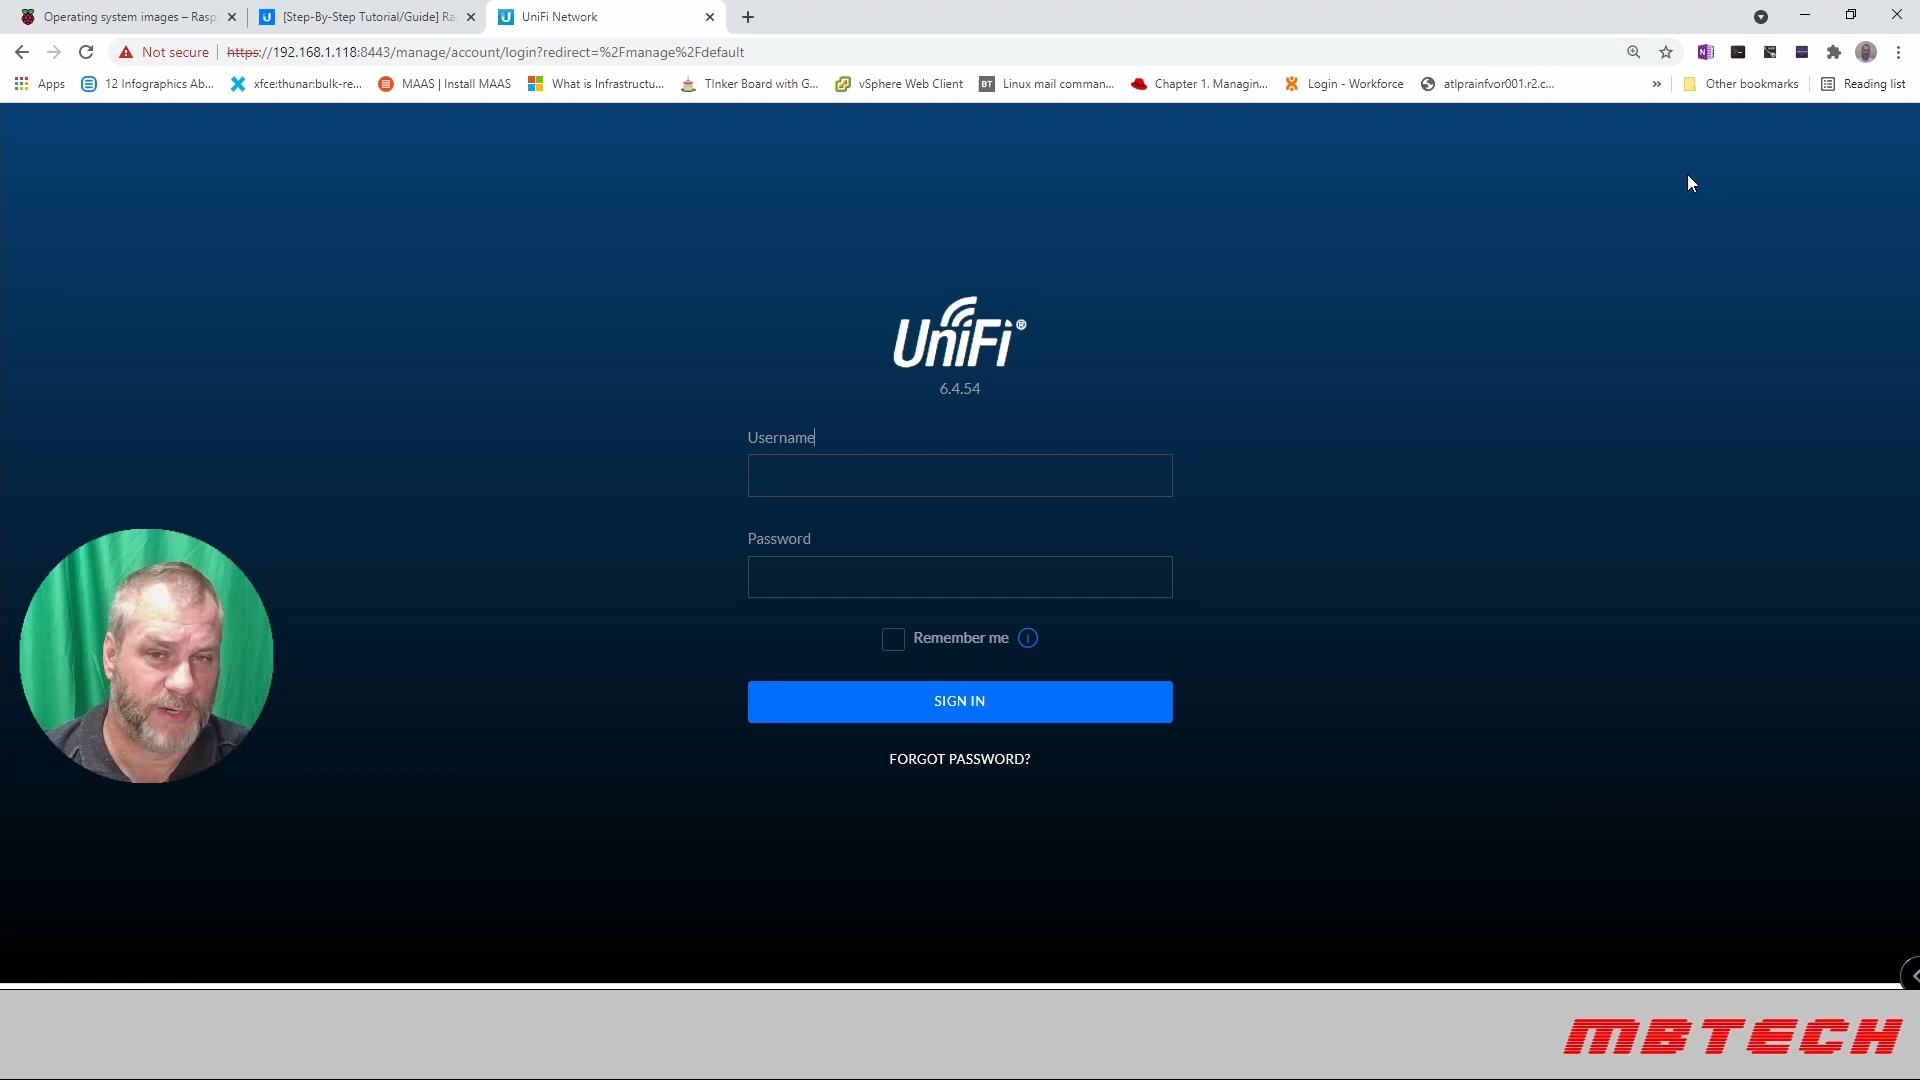 Operating system images – Rasp
[Step-By-Step Tutorial/Guide] Ra
UniFi Network
Not secure
https://192.168.1.118:8443/manage/account/login?redirect=%2Fmanage%2Fdefault
Apps
12 Infographics Ab...
xfce:thunar:bulk-re...
MAAS | Install MAAS
What is Infrastructu...
TInker Board with G...
vSphere Web Client
BT
Linux mail comman...
Chapter 1. Managin...
Login - Workforce
atlprainfvor001.r2.c...
»
Other bookmarks
Reading list
UniFi®
6.4.54
Username
Password
Remember me
SIGN IN
FORGOT PASSWORD?
MBTECH